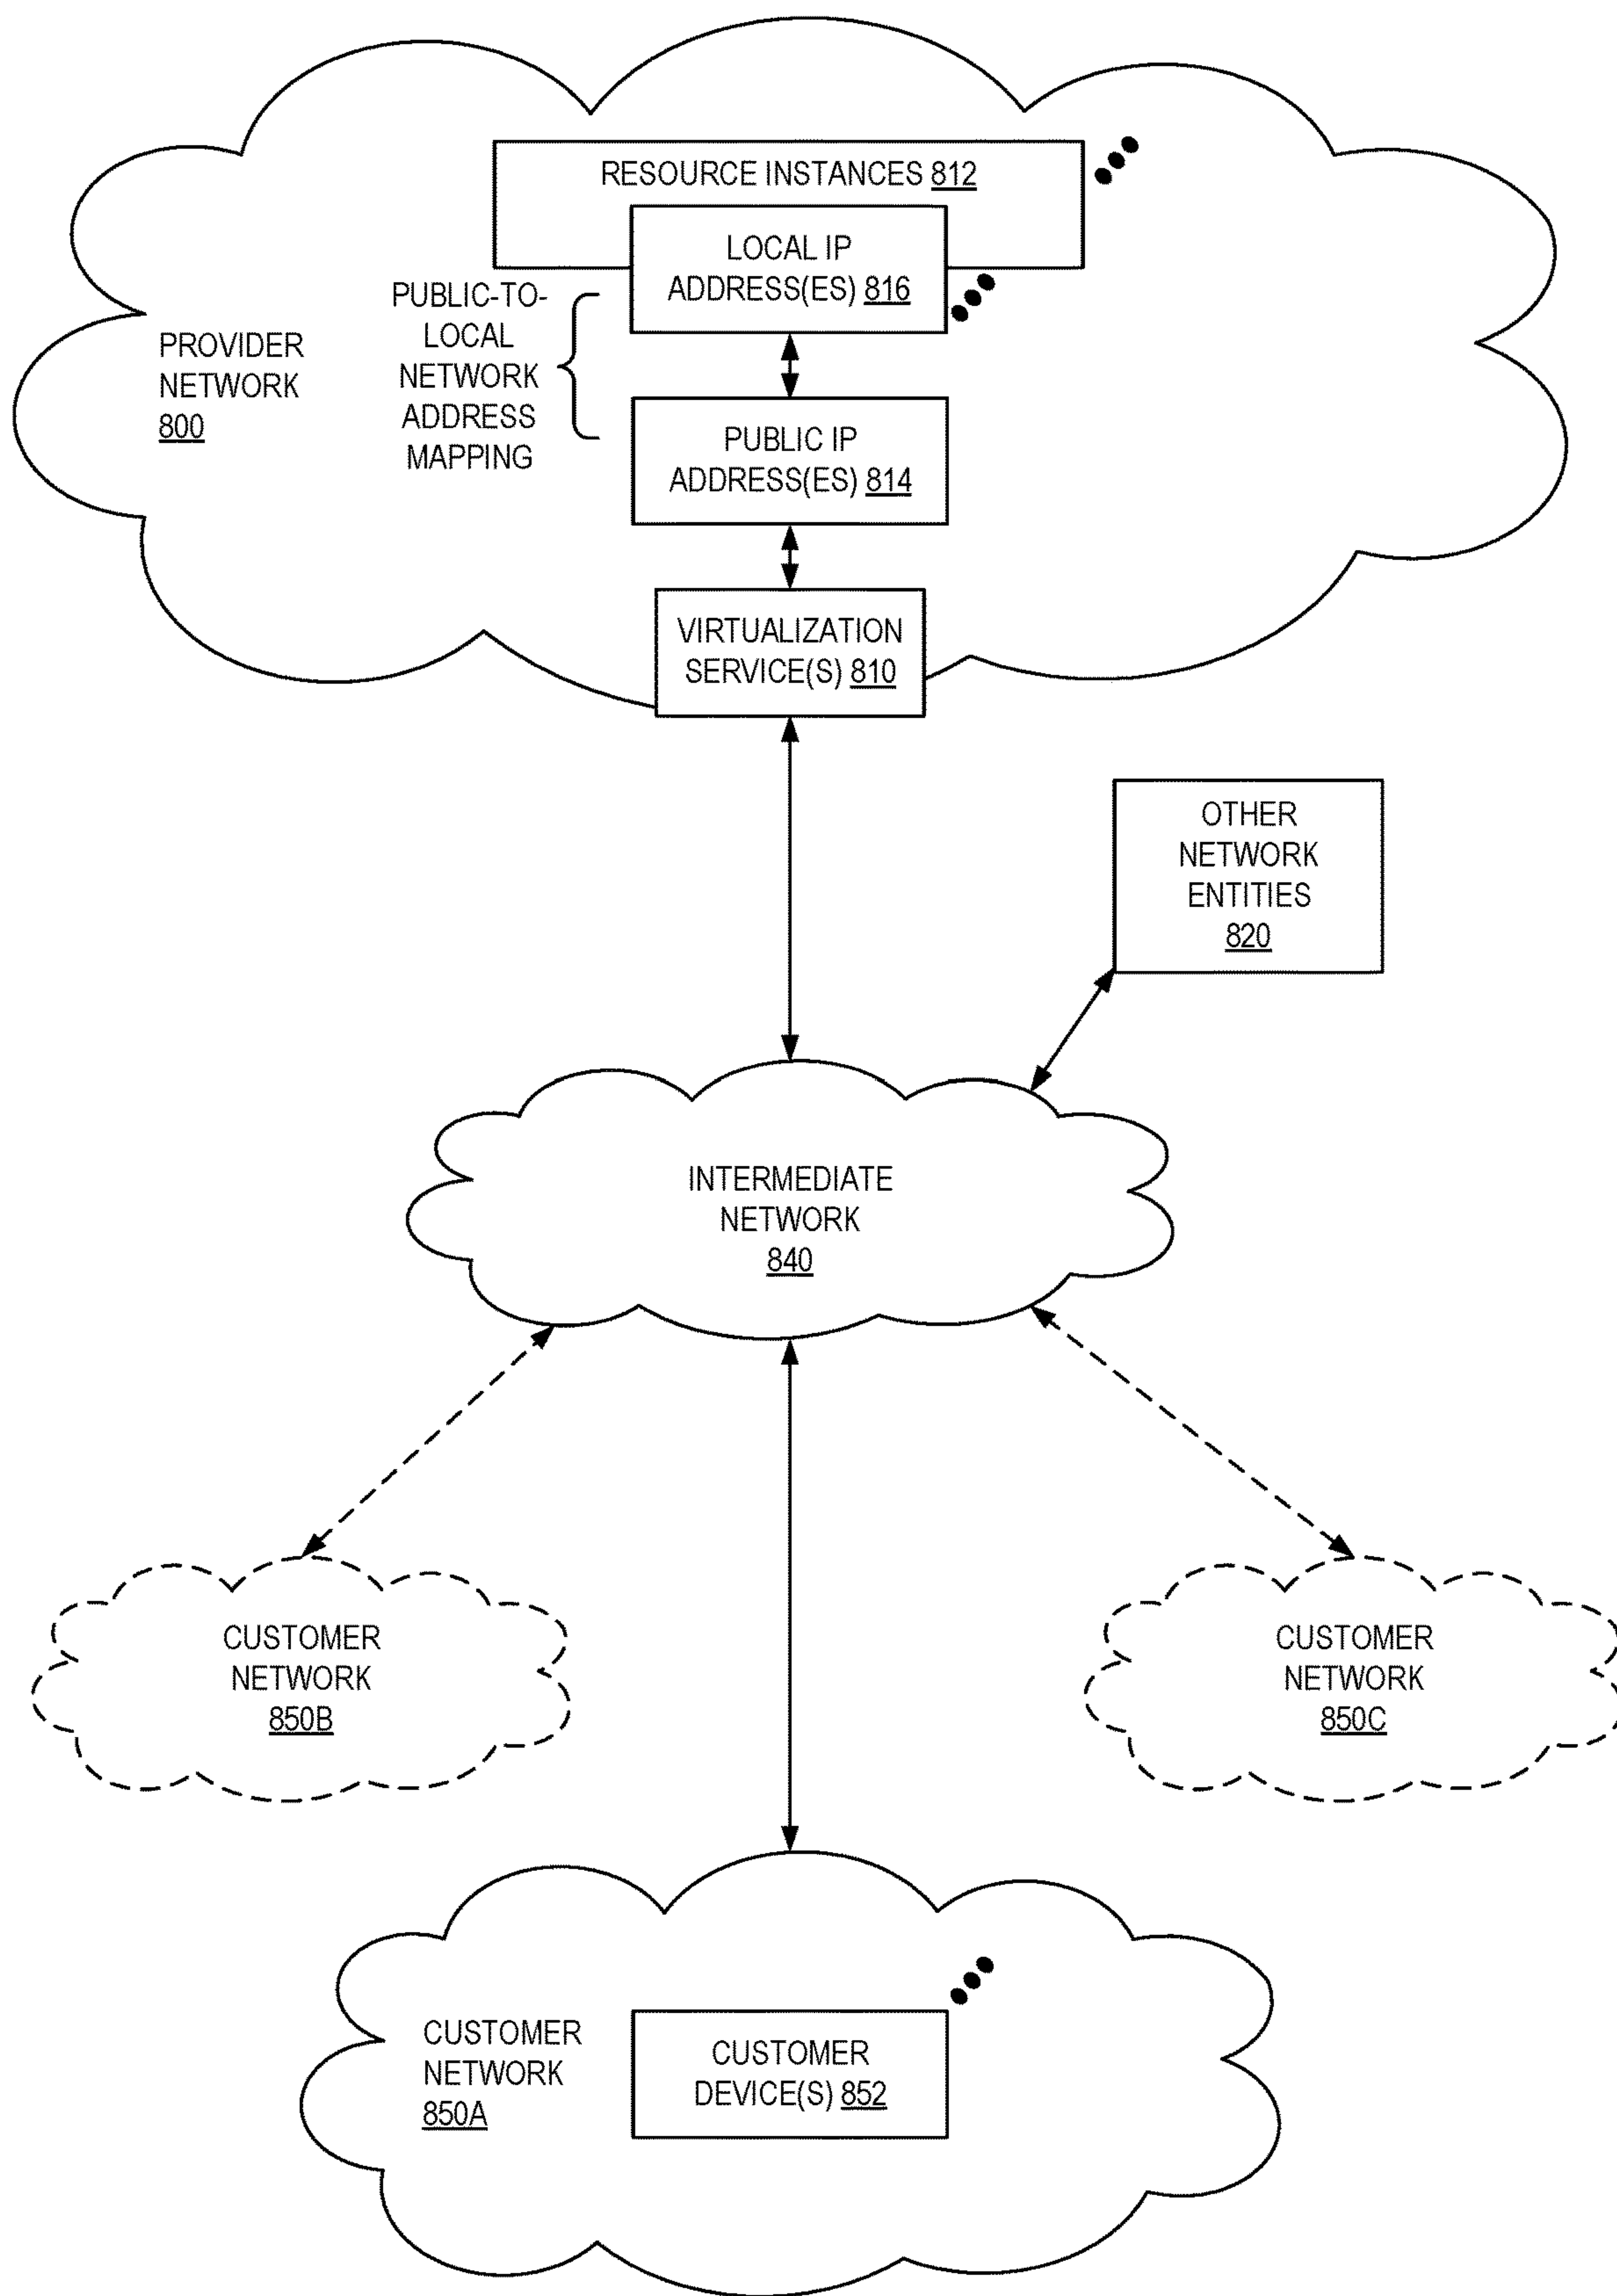 RESOURCE INSTANCES 812
LOCAL IP
ADDRESS(ES) 816
PUBLIC-TO-
LOCAL
NETWORK
ADDRESS
MAPPING
PROVIDER
NETWORK
800
PUBLIC IP
ADDRESS(ES) 814
VIRTUALIZATION
SERVICE(S) 810
OTHER
NETWORK
ENTITIES
820
INTERMEDIATE
NETWORK
840
CUSTOMER
NETWORK
850B
CUSTOMER
NETWORK
850C
CUSTOMER
NETWORK
850A
CUSTOMER
DEVICE(S) 852